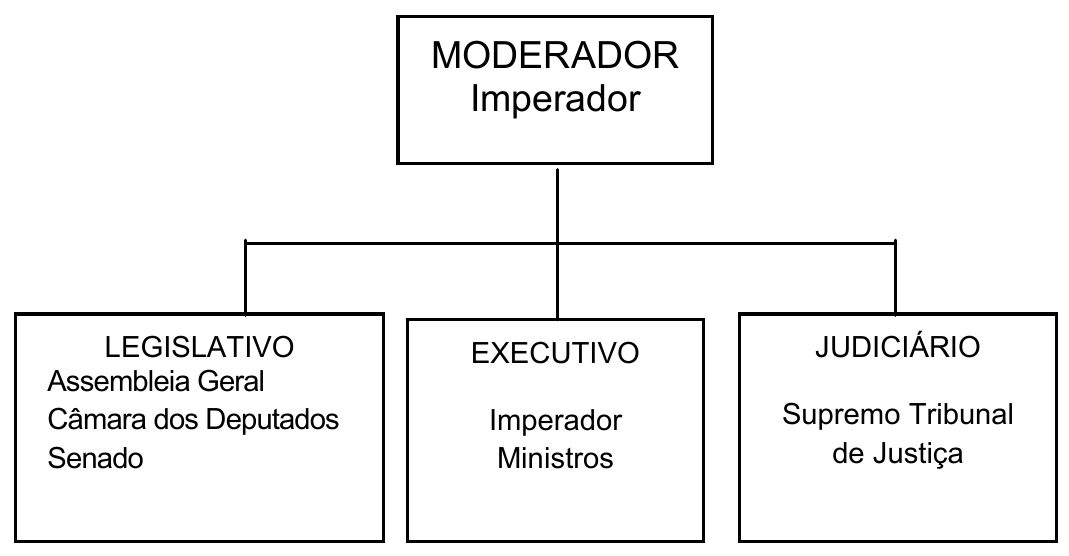 MODERADOR
Imperador
LEGISLATIVO
Assembleia Geral
Câmara dos Deputados
Senado
EXECUTIVO
Imperador
Ministros
JUDICIÁRIO
Supremo Tribunal
de Justiça